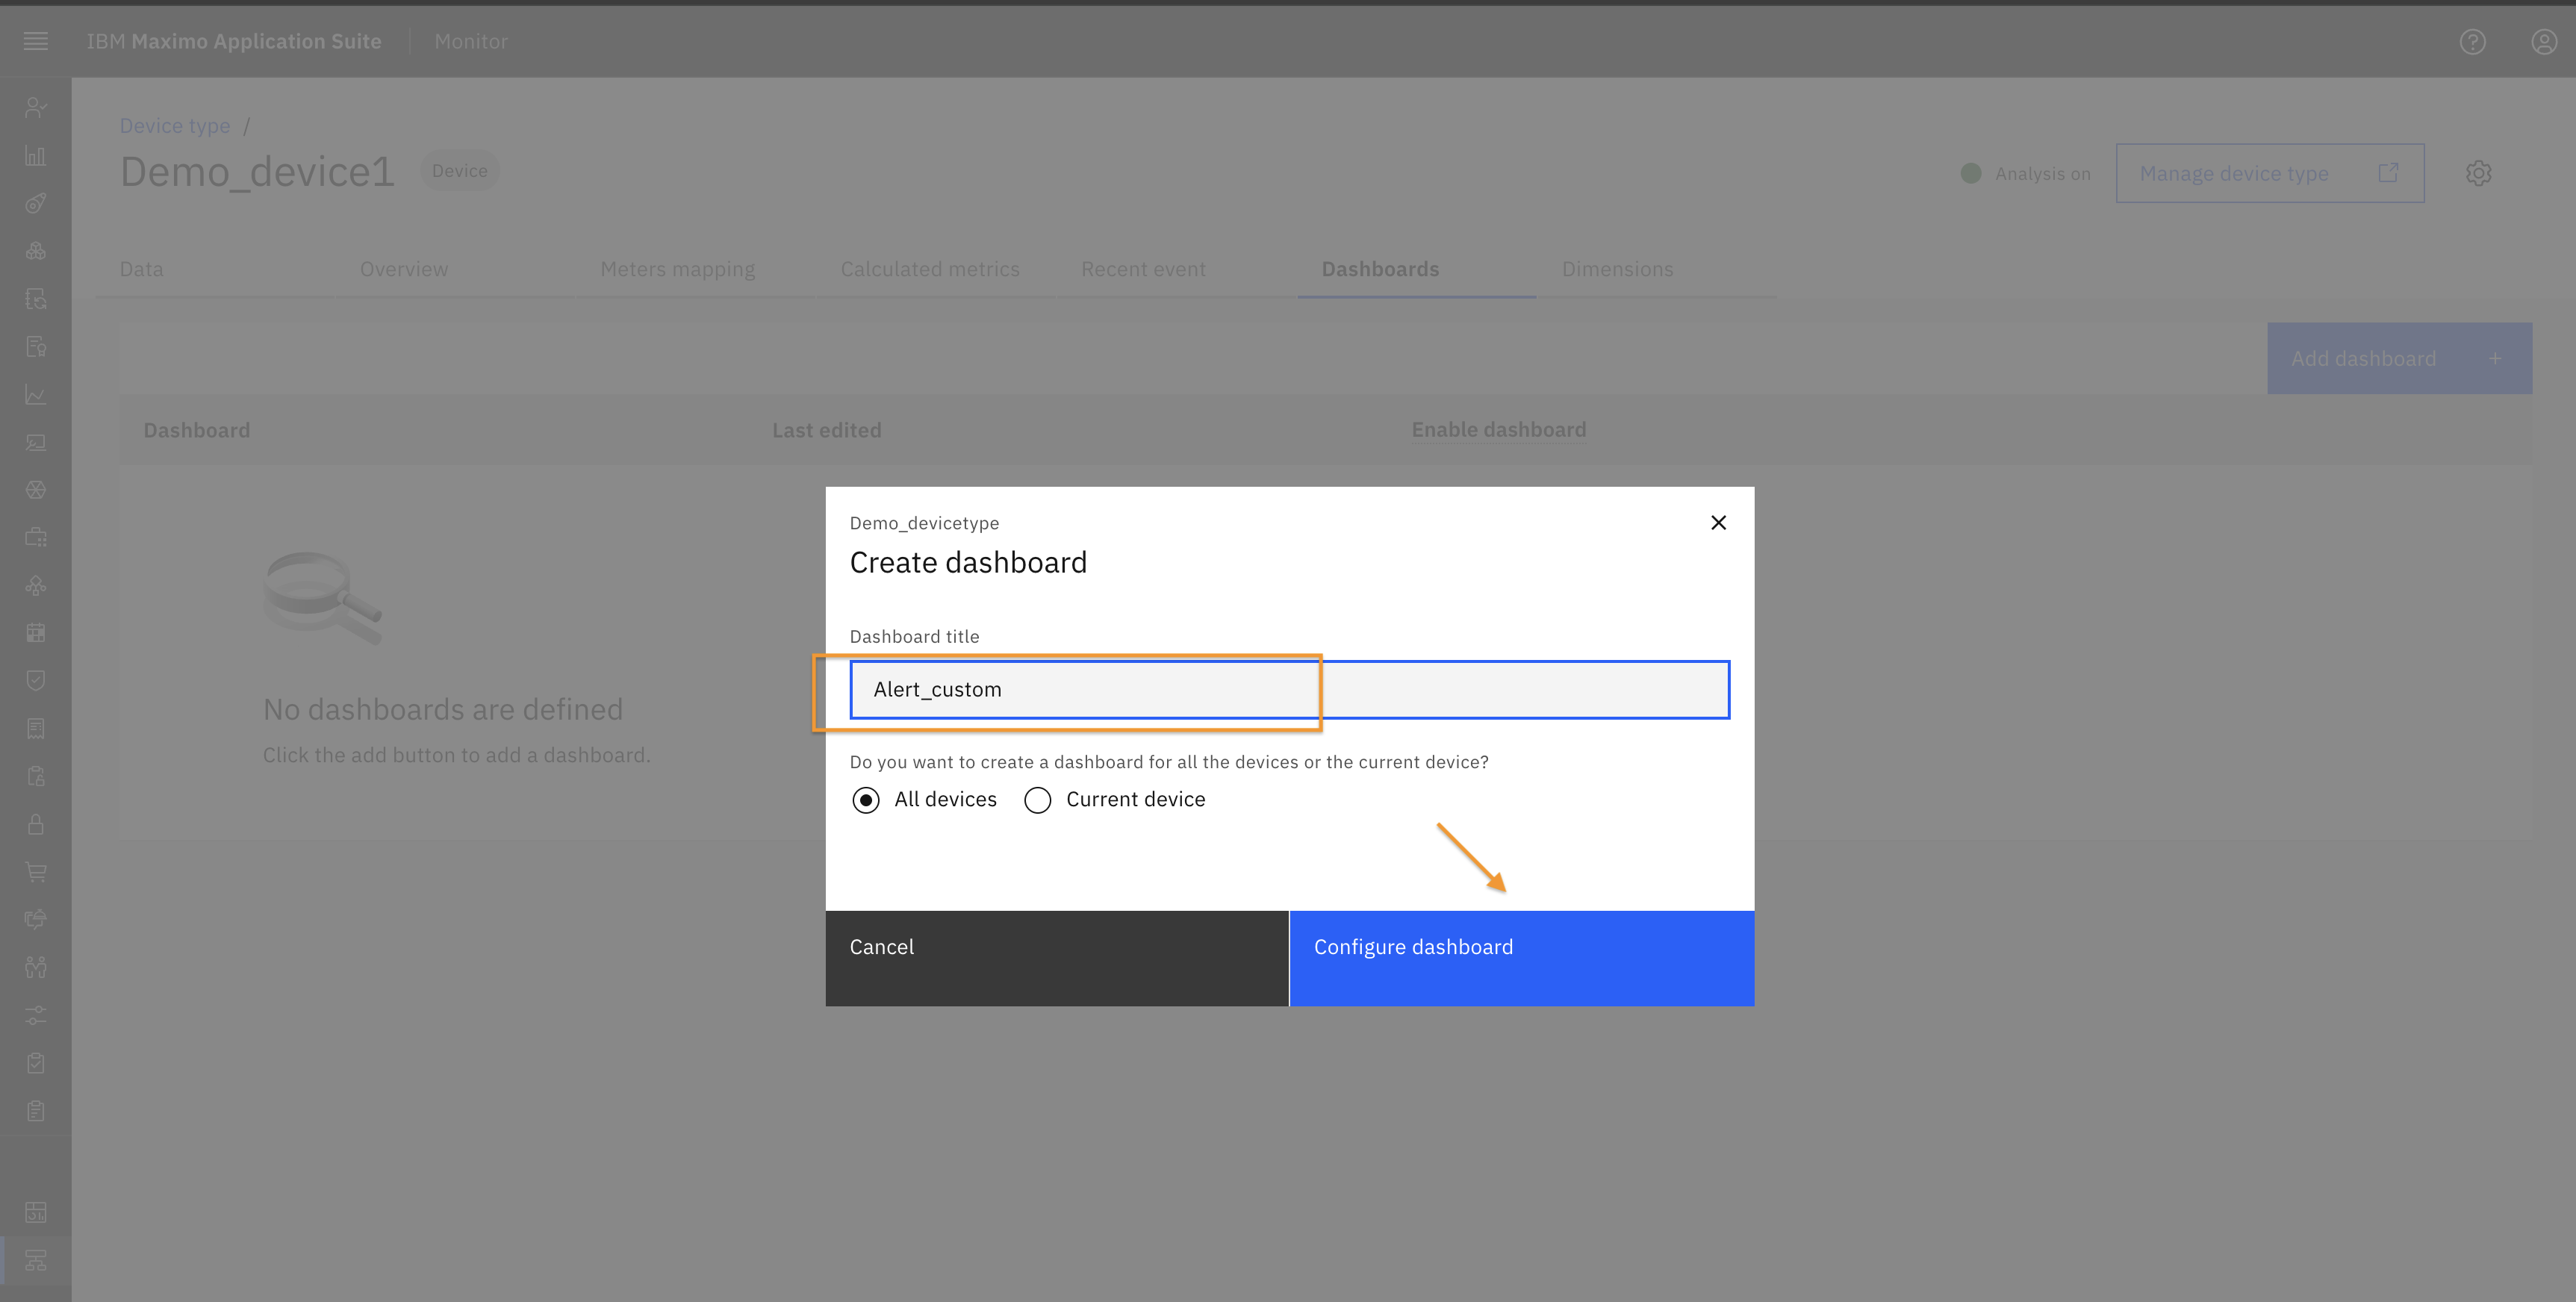 IBM Maximo Application Suite Monitor
Device type /
Demo_device1 Device
Analysis on Manage device type
Data Overview Meters mapping Calculated metrics Recent event Dashboards Dimensions
Add dashboard +
Dashboard Last edited Enable dashboard
No dashboards are defined
Click the add button to add a dashboard.
Demo_devicetype
Create dashboard
Dashboard title
Alert_custom
Do you want to create a dashboard for all the devices or the current device?
All devices Current device
Cancel Configure dashboard